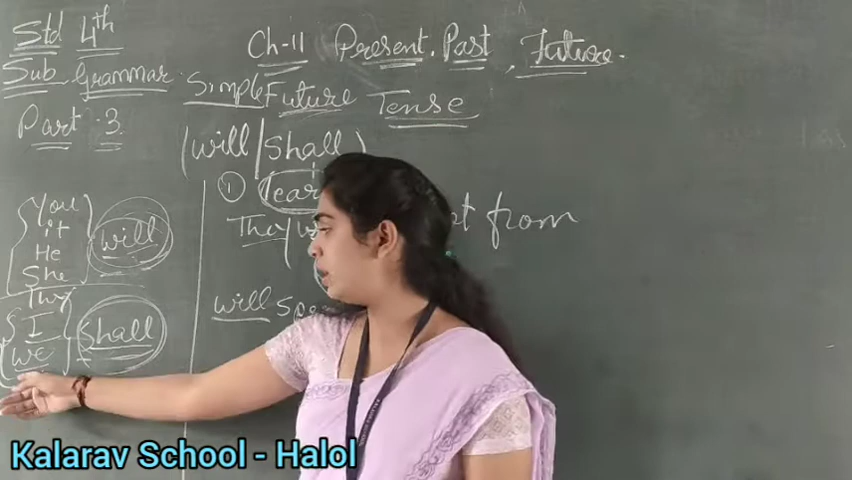 Std 4th
Sub Grammar
Part 3
Ch-11 Present, Past, Future.
Simple Future Tense
(will/shall)
① Tear
They
from
will
You
it
He
She
They
will
I
we
shall
Kalarav School - Halol